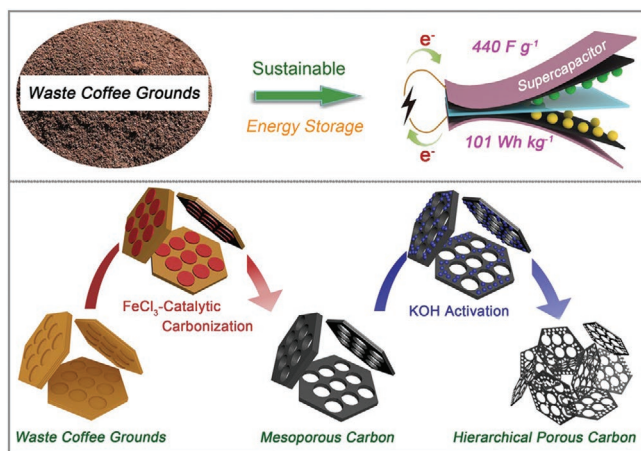 Waste Coffee Grounds
Sustainable
Energy Storage
e⁻
e⁻
440 F g⁻¹
Supercapacitor
101 Wh kg⁻¹
FeCl₃-Catalytic
Carbonization
KOH Activation
Waste Coffee Grounds
Mesoporous Carbon
Hierarchical Porous Carbon